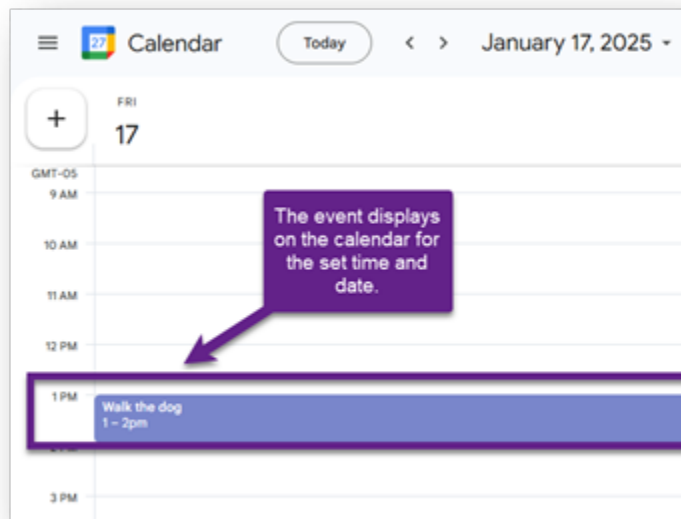 27 Calendar Today January 17, 2025
+
FRI
17
GMT-05
9 AM
The event displays
on the calendar for
the set time and
date.
10 AM
11 AM
12 PM
1 PM
Walk the dog
1 – 2pm
3 PM